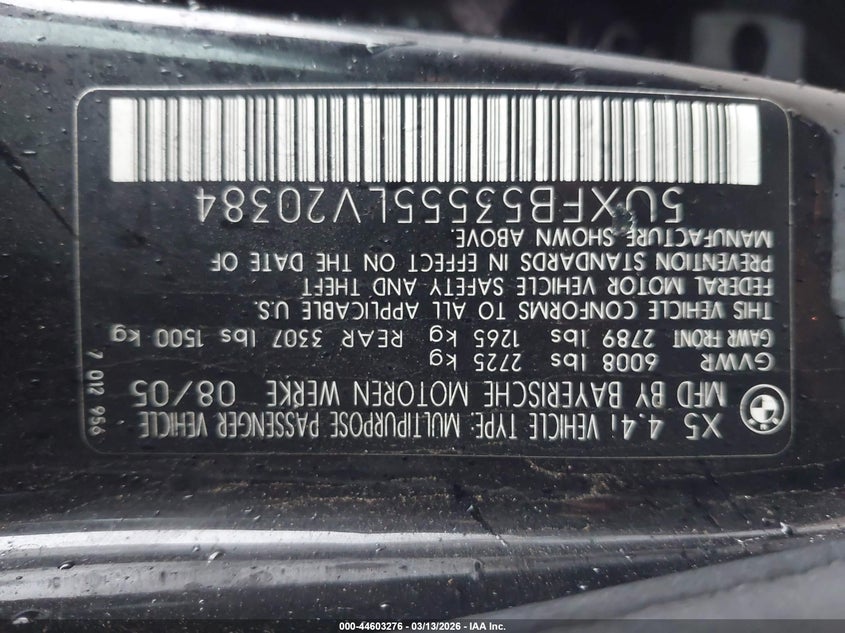 X5 4.4i VEHICLE TYPE: MULTIPURPOSE PASSENGER VEHICLE
MFD BY BAYERISCHE MOTOREN WERKE 08/05
GVWR 6008 lbs 2725 kg
GAWR FRONT 2789 lbs 1265 kg REAR 3307 lbs 1500 kg
THIS VEHICLE CONFORMS TO ALL APPLICABLE U.S.
FEDERAL MOTOR VEHICLE SAFETY AND THEFT
PREVENTION STANDARDS IN EFFECT ON THE DATE OF
MANUFACTURE SHOWN ABOVE.
5UXFB53555LV20384
7 012 956
000-44603276 - 03/13/2026 - IAA Inc.